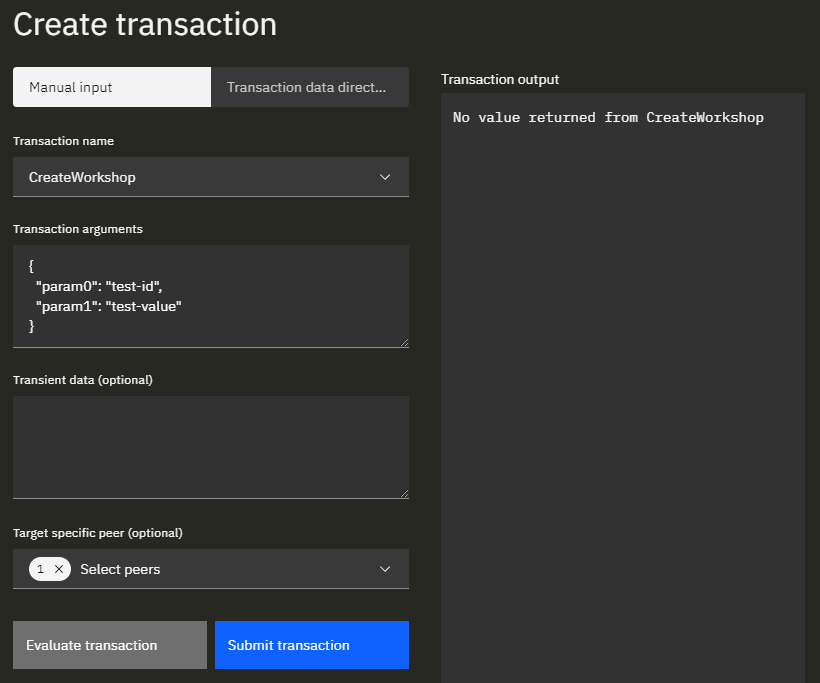 Create transaction
Manual input
Transaction data direct...
Transaction name
CreateWorkshop
Transaction arguments
{
"param0": "test-id",
"param1": "test-value"
}
Transient data (optional)
Target specific peer (optional)
1 × Select peers
Evaluate transaction
Submit transaction
Transaction output
No value returned from CreateWorkshop